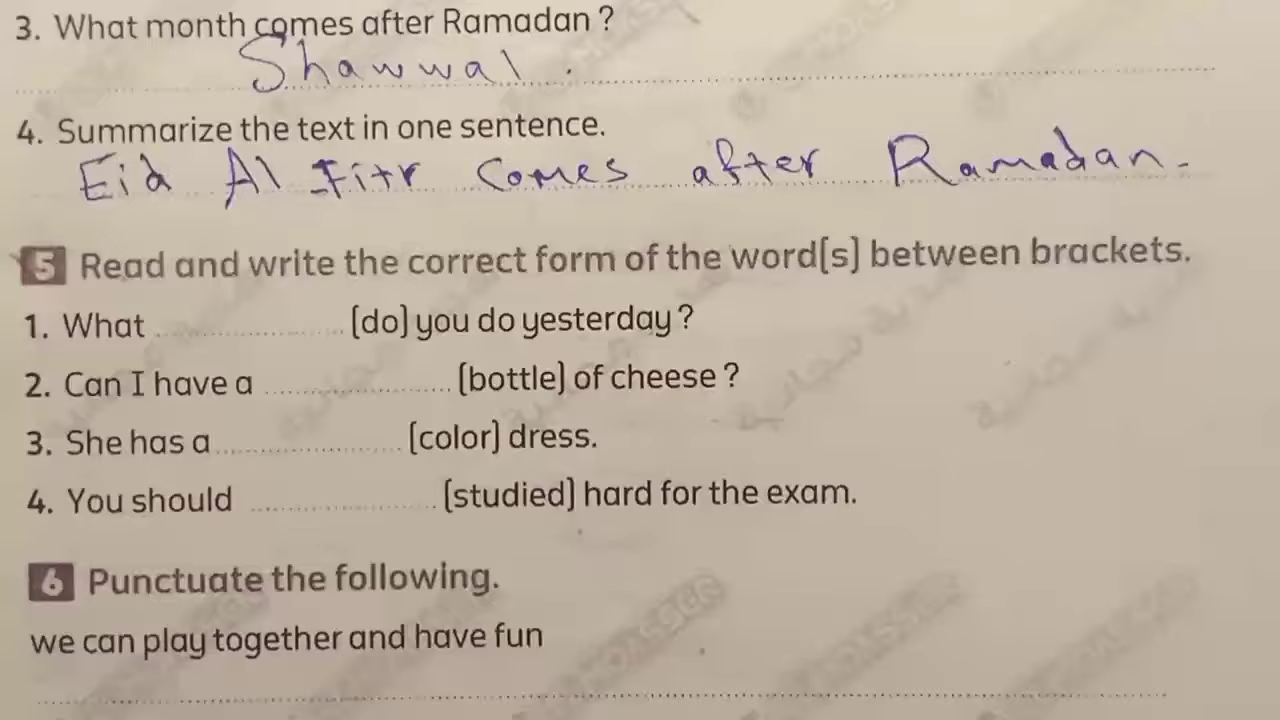 3. What month comes after Ramadan ?
Shawwal .
4. Summarize the text in one sentence.
Eid Al Fitr Comes after Ramadan.
5 Read and write the correct form of the word(s) between brackets.
1. What .................... (do) you do yesterday ?
2. Can I have a .................... (bottle) of cheese ?
3. She has a .................... (color) dress.
4. You should .................... (studied) hard for the exam.
6 Punctuate the following.
we can play together and have fun